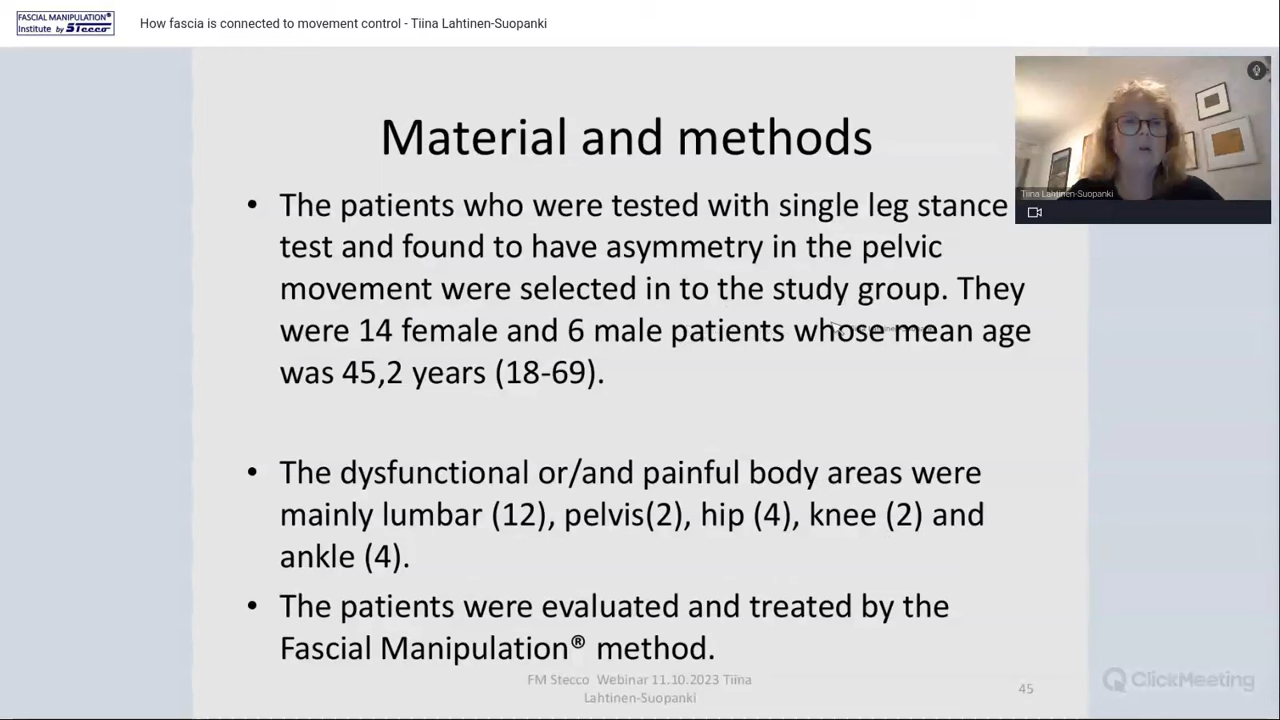 FASCIAL MANIPULATION®
Institute by Stecco
How fascia is connected to movement control - Tiina Lahtinen-Suopanki
Material and methods
• The patients who were tested with single leg stance
test and found to have asymmetry in the pelvic
movement were selected in to the study group. They
were 14 female and 6 male patients whose mean age
was 45,2 years (18-69).
• The dysfunctional or/and painful body areas were
mainly lumbar (12), pelvis(2), hip (4), knee (2) and
ankle (4).
• The patients were evaluated and treated by the
Fascial Manipulation® method.
FM Stecco Webinar 11.10.2023 Tiina
Lahtinen-Suopanki
45
Tiina Lahtinen-Suopanki
ClickMeeting